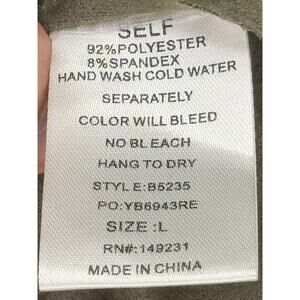 SELF
92%POLYESTER
8%SPANDEX
HAND WASH COLD WATER
SEPARATELY
COLOR WILL BLEED
NO BLEACH
HANG TO DRY
STYLE:B5235
PO:YB6943RE
SIZE :L
RN#:149231
MADE IN CHINA